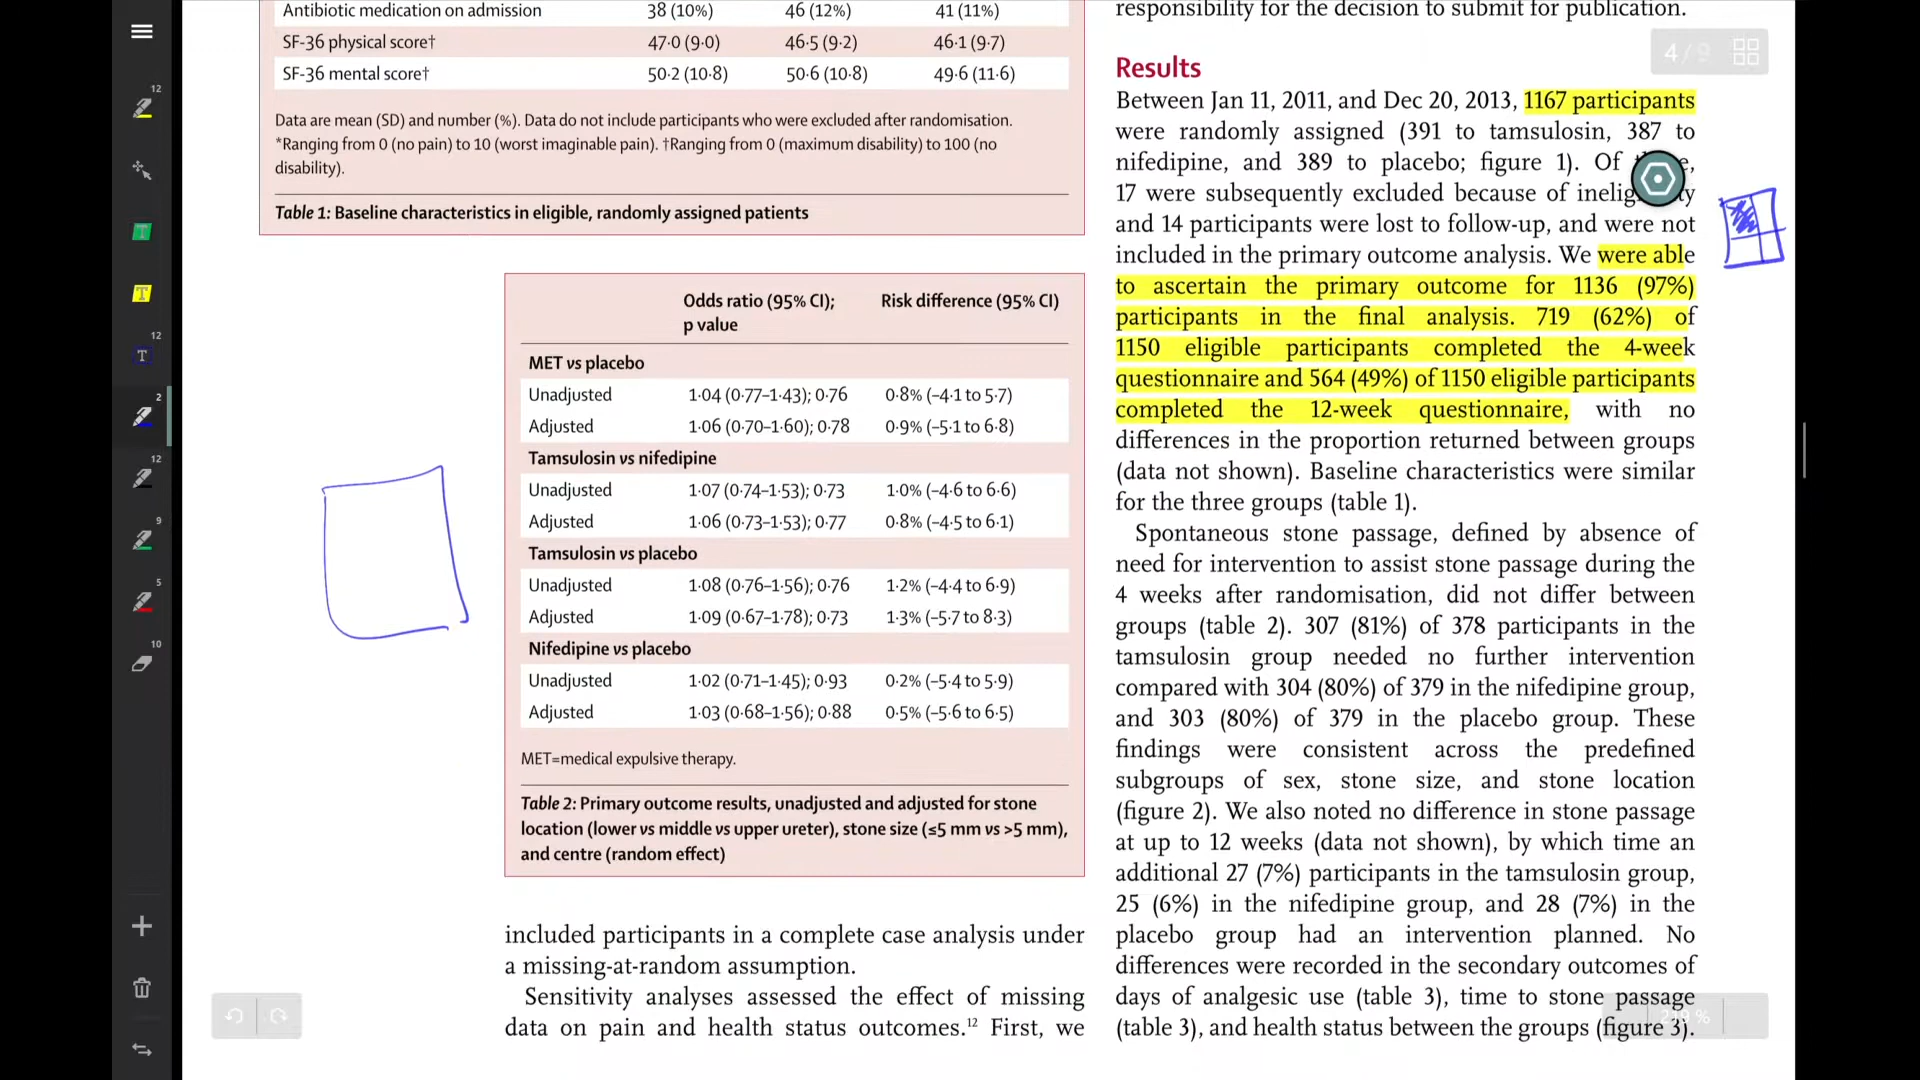 Antibiotic medication on admission 38 (10%) 46 (12%) 41 (11%)
SF-36 physical score† 47·0 (9·0) 46·5 (9·2) 46·1 (9·7)
SF-36 mental score† 50·2 (10·8) 50·6 (10·8) 49·6 (11·6)
Data are mean (SD) and number (%). Data do not include participants who were excluded after randomisation.
*Ranging from 0 (no pain) to 10 (worst imaginable pain). †Ranging from 0 (maximum disability) to 100 (no
disability).
Table 1: Baseline characteristics in eligible, randomly assigned patients
Odds ratio (95% CI); Risk difference (95% CI)
p value
MET vs placebo
Unadjusted 1·04 (0·77–1·43); 0·76 0·8% (–4·1 to 5·7)
Adjusted 1·06 (0·70–1·60); 0·78 0·9% (–5·1 to 6·8)
Tamsulosin vs nifedipine
Unadjusted 1·07 (0·74–1·53); 0·73 1·0% (–4·6 to 6·6)
Adjusted 1·06 (0·73–1·53); 0·77 0·8% (–4·5 to 6·1)
Tamsulosin vs placebo
Unadjusted 1·08 (0·76–1·56); 0·76 1·2% (–4·4 to 6·9)
Adjusted 1·09 (0·67–1·78); 0·73 1·3% (–5·7 to 8·3)
Nifedipine vs placebo
Unadjusted 1·02 (0·71–1·45); 0·93 0·2% (–5·4 to 5·9)
Adjusted 1·03 (0·68–1·56); 0·88 0·5% (–5·6 to 6·5)
MET=medical expulsive therapy.
Table 2: Primary outcome results, unadjusted and adjusted for stone
location (lower vs middle vs upper ureter), stone size (≤5 mm vs >5 mm),
and centre (random effect)
included participants in a complete case analysis under
a missing-at-random assumption.
Sensitivity analyses assessed the effect of missing
data on pain and health status outcomes.12 First, we
responsibility for the decision to submit for publication.
Results
Between Jan 11, 2011, and Dec 20, 2013, 1167 participants
were randomly assigned (391 to tamsulosin, 387 to
nifedipine, and 389 to placebo; figure 1). Of
17 were subsequently excluded because of
and 14 participants were lost to follow-up, and were not
included in the primary outcome analysis. We were able
to ascertain the primary outcome for 1136 (97%)
participants in the final analysis. 719 (62%) of
1150 eligible participants completed the 4-week
questionnaire and 564 (49%) of 1150 eligible participants
completed the 12-week questionnaire, with no
differences in the proportion returned between groups
(data not shown). Baseline characteristics were similar
for the three groups (table 1).
Spontaneous stone passage, defined by absence of
need for intervention to assist stone passage during the
4 weeks after randomisation, did not differ between
groups (table 2). 307 (81%) of 378 participants in the
tamsulosin group needed no further intervention
compared with 304 (80%) of 379 in the nifedipine group,
and 303 (80%) of 379 in the placebo group. These
findings were consistent across the predefined
subgroups of sex, stone size, and stone location
(figure 2). We also noted no difference in stone passage
at up to 12 weeks (data not shown), by which time an
additional 27 (7%) participants in the tamsulosin group,
25 (6%) in the nifedipine group, and 28 (7%) in the
placebo group had an intervention planned. No
differences were recorded in the secondary outcomes of
days of analgesic use (table 3), time to stone passage
(table 3), and health status between the groups (figure 3).
12
T
T
12
T
2
12
9
5
10